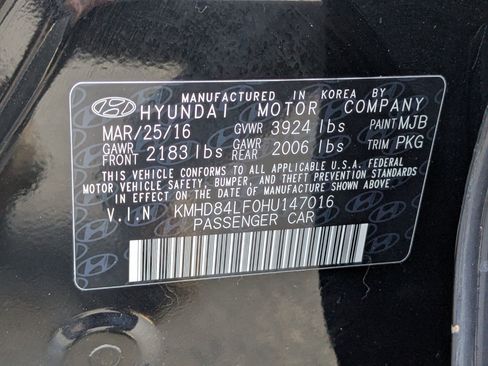 MANUFACTURED IN KOREA BY
HYUNDAI MOTOR COMPANY
MAR/25/16 GVWR 3924 lbs PAINT MJB
GAWR FRONT 2183 lbs GAWR REAR 2006 lbs TRIM PKG
THIS VEHICLE CONFORMS TO ALL APPLICABLE U.S.A. FEDERAL
MOTOR VEHICLE SAFETY, BUMPER, AND THEFT PREVENTION STANDARDS
IN EFFECT ON THE DATE OF MANUFACTURE SHOWN ABOVE.
V.I.N KMHD84LF0HU147016
PASSENGER CAR